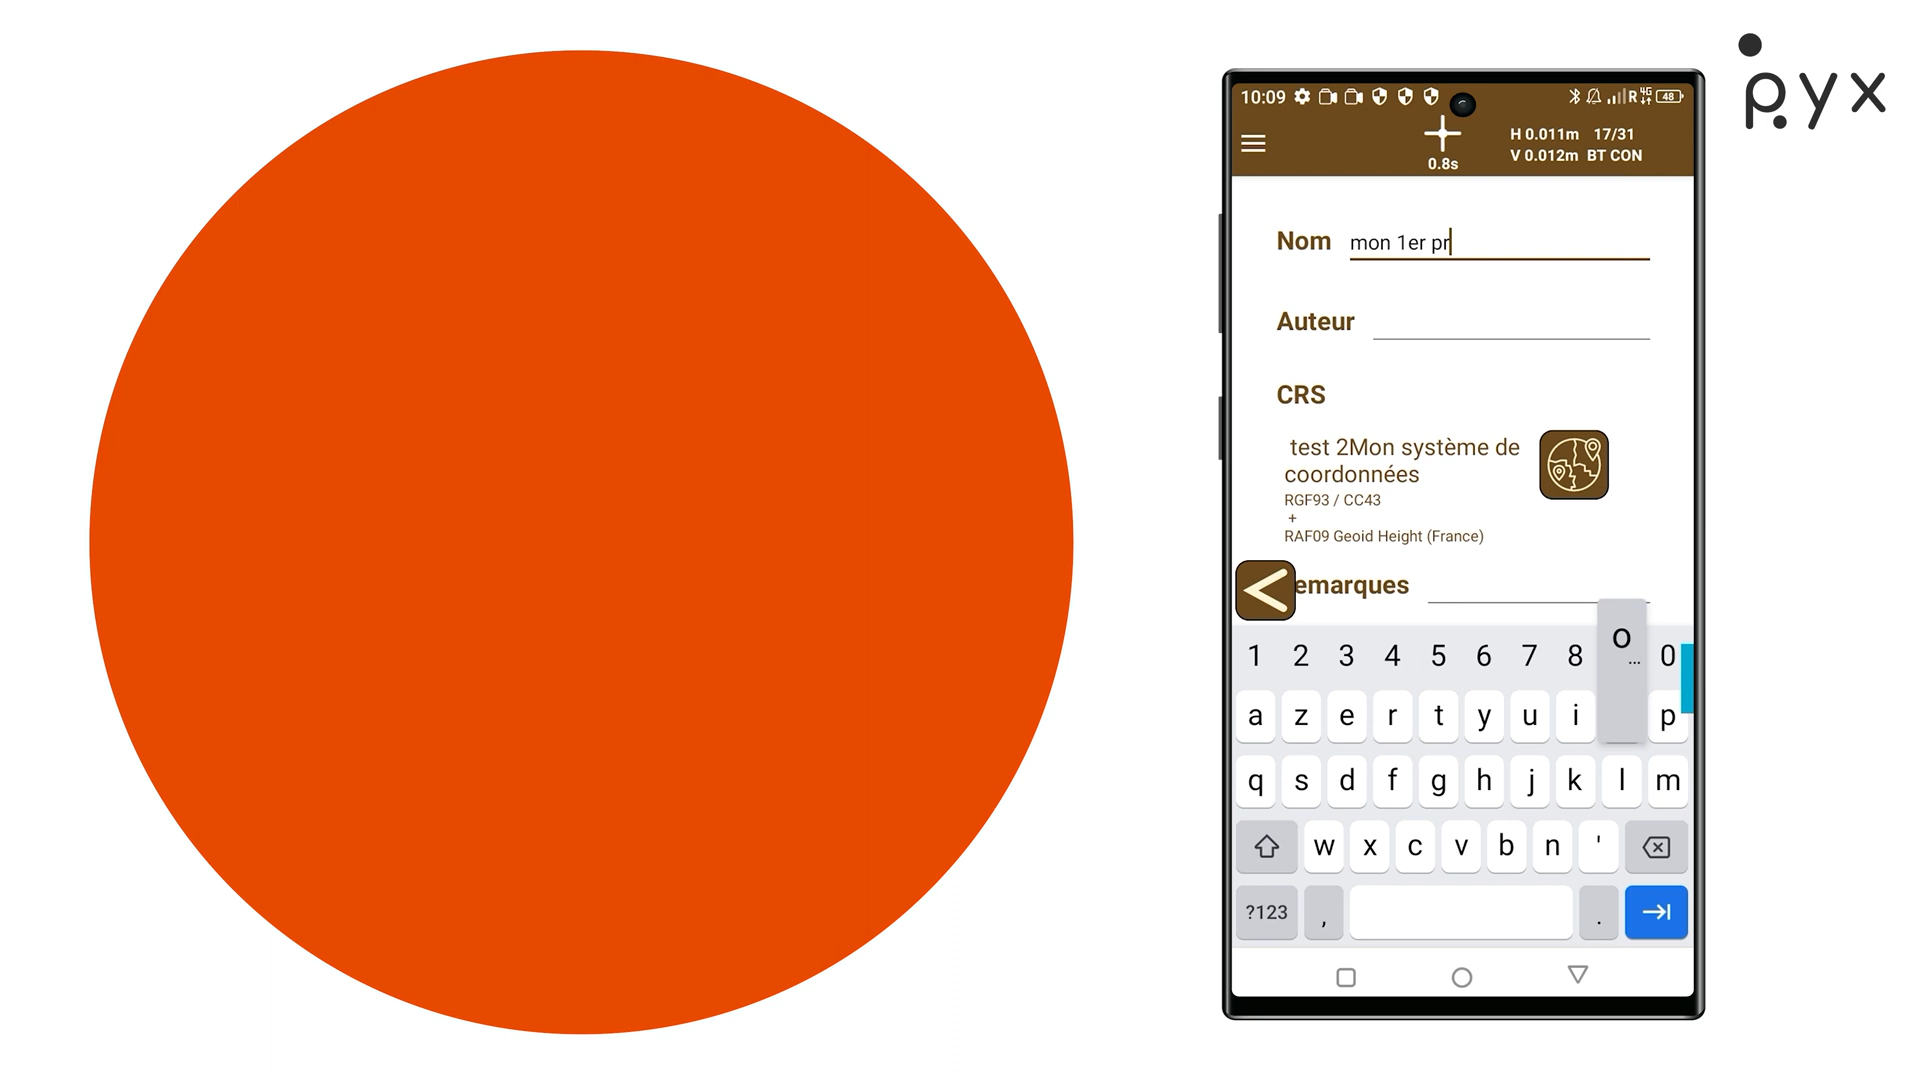 pyx
10:09 R 4G 48
H 0.011m 17/31
V 0.012m BT CON
0.8s
Nom mon 1er pr
Auteur
CRS
test 2Mon système de
coordonnées
RGF93 / CC43
+
RAF09 Geoid Height (France)
emarques
1 2 3 4 5 6 7 8 o ... 0
a z e r t y u i p
q s d f g h j k l m
w x c v b n '
?123 , .